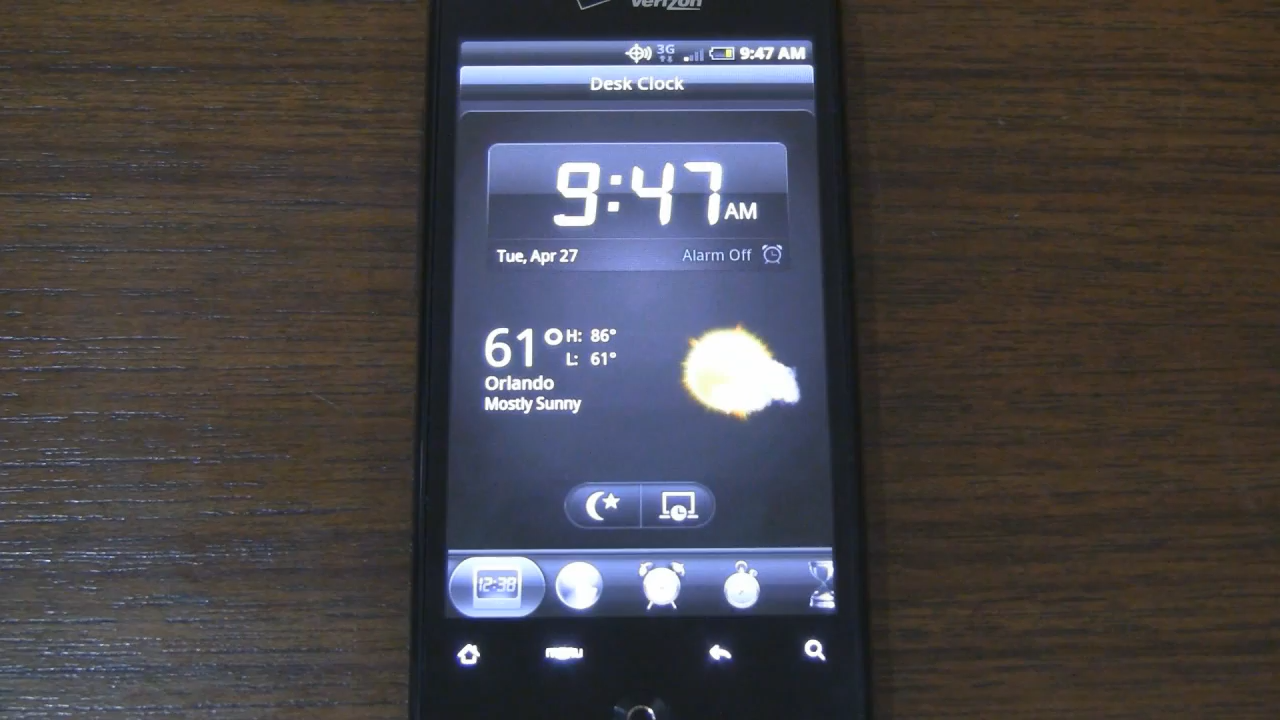 verizon
3G 9:47 AM
Desk Clock
9:47 AM
Tue, Apr 27 Alarm Off
61° H: 86°
L: 61°
Orlando
Mostly Sunny
12:38
menu